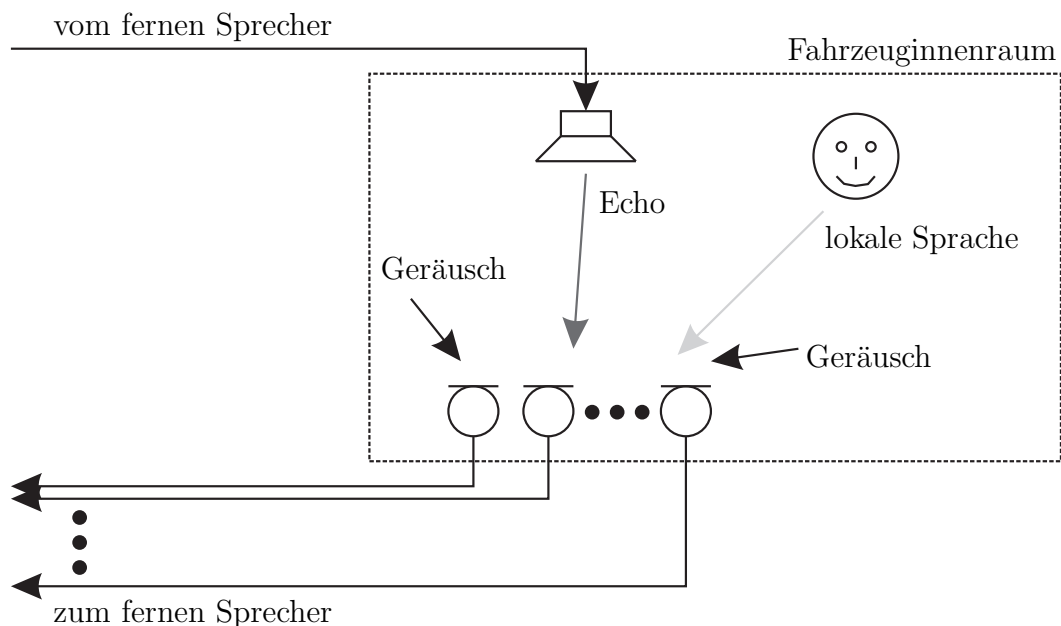 vom fernen Sprecher
Fahrzeuginnenraum
Echo
lokale Sprache
Geräusch
Geräusch
zum fernen Sprecher